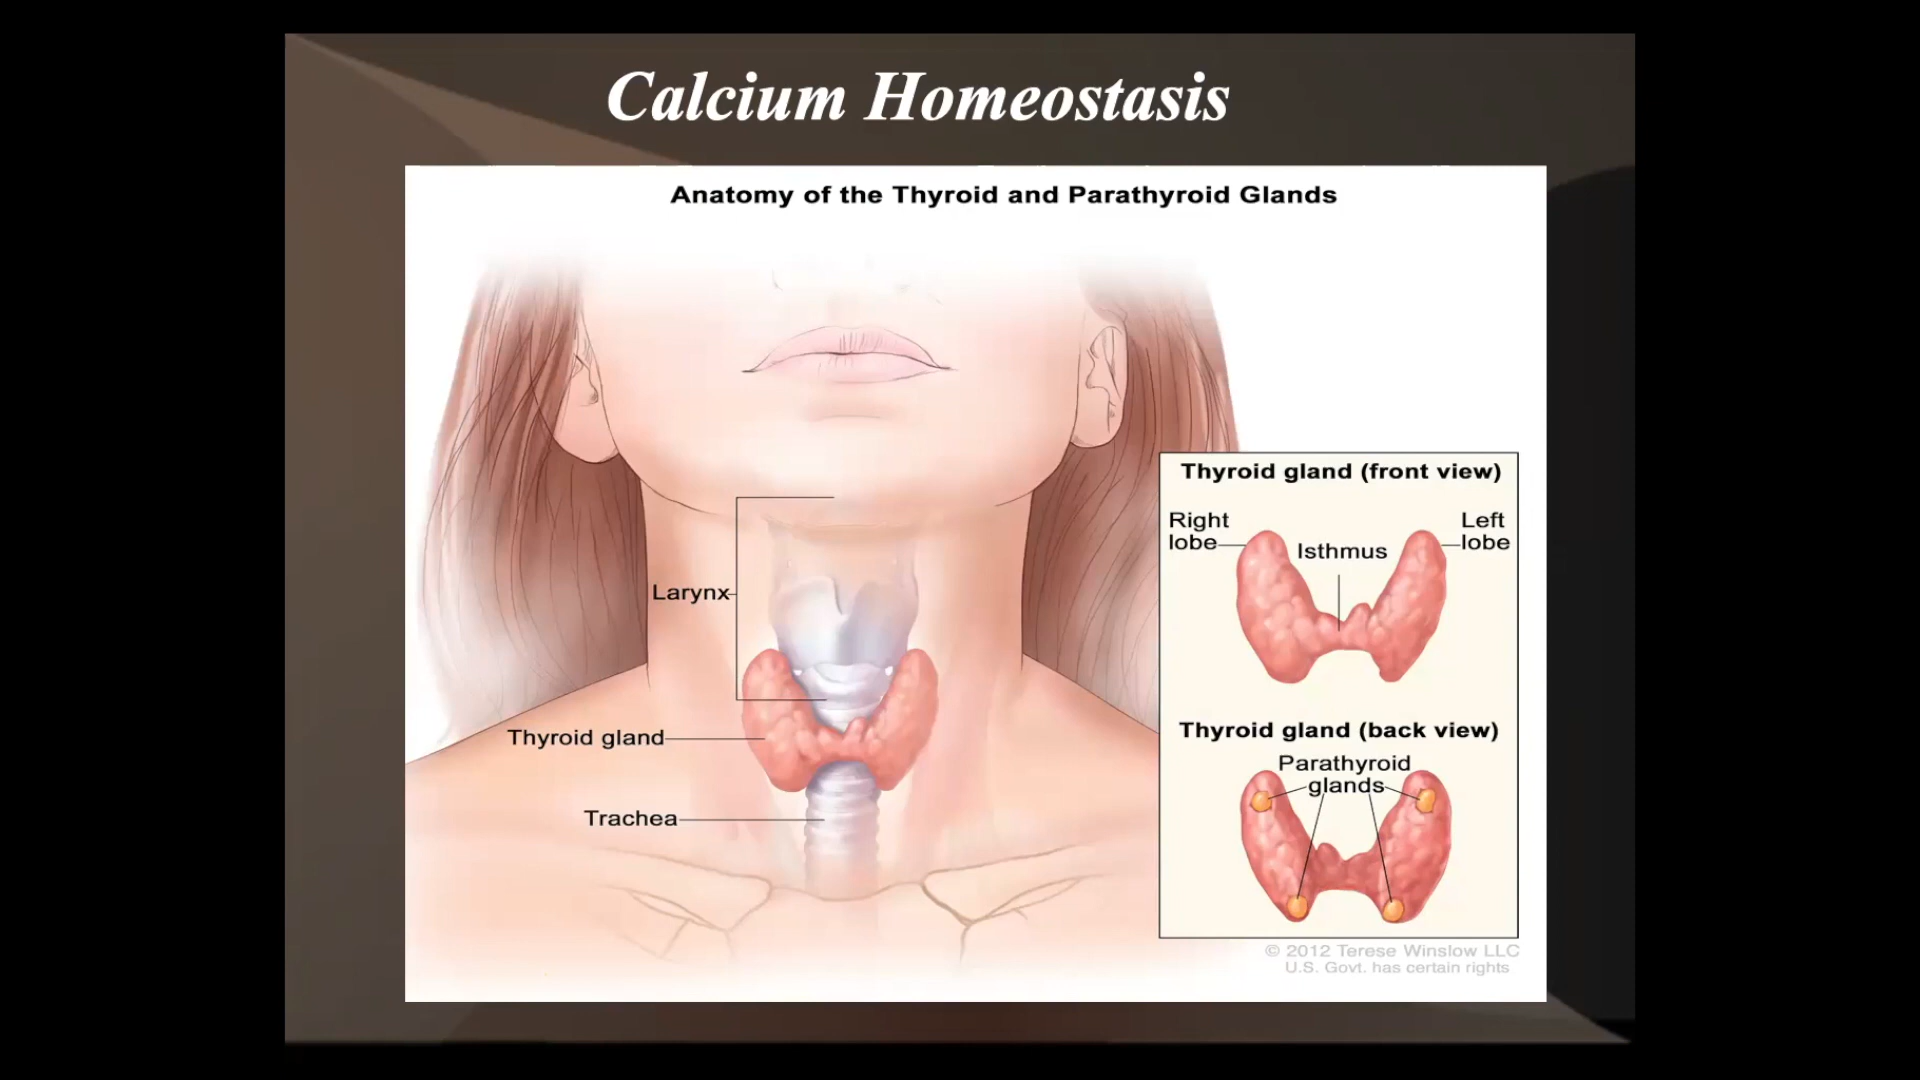 Calcium Homeostasis
Anatomy of the Thyroid and Parathyroid Glands
Larynx
Thyroid gland
Trachea
Thyroid gland (front view)
Right
lobe
Isthmus
Left
lobe
Thyroid gland (back view)
Parathyroid
glands
© 2012 Terese Winslow LLC
U.S. Govt. has certain rights